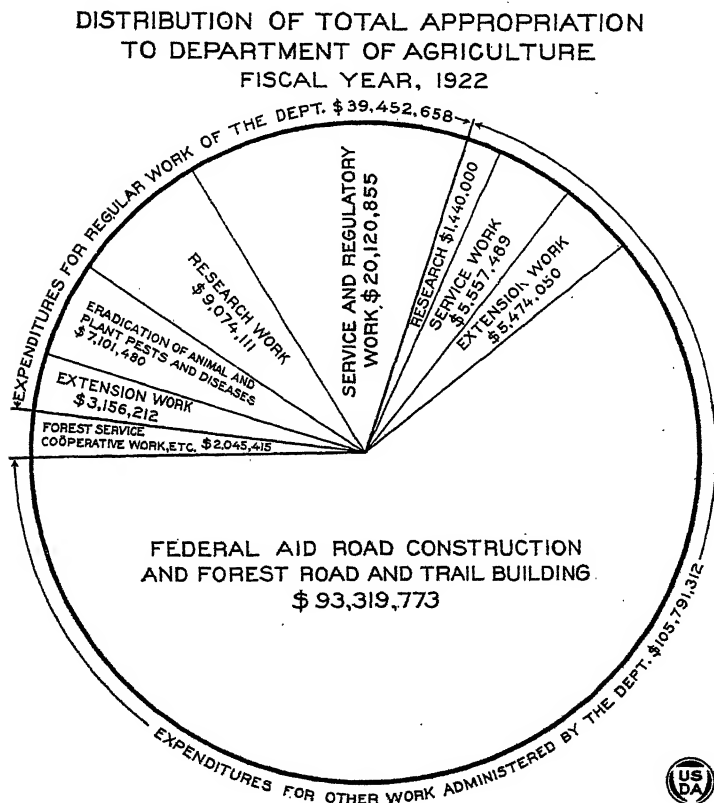 DISTRIBUTION OF TOTAL APPROPRIATION
TO DEPARTMENT OF AGRICULTURE
FISCAL YEAR, 1922
EXPENDITURES FOR REGULAR WORK OF THE DEPT. $39,452,658
SERVICE AND REGULATORY
WORK, $20,120,855
RESEARCH $1,440,000
SERVICE WORK
$5,557,489
EXTENSION WORK
$5,474,050
RESEARCH WORK
$9,074,111
ERADICATION OF ANIMAL AND
PLANT PESTS AND DISEASES
$7,101,480
EXTENSION WORK
$3,156,212
FOREST SERVICE
COÖPERATIVE WORK, ETC. $2,045,415
FEDERAL AID ROAD CONSTRUCTION
AND FOREST ROAD AND TRAIL BUILDING
$93,319,773
EXPENDITURES FOR OTHER WORK ADMINISTERED BY THE DEPT. $105,791,312
US
DA